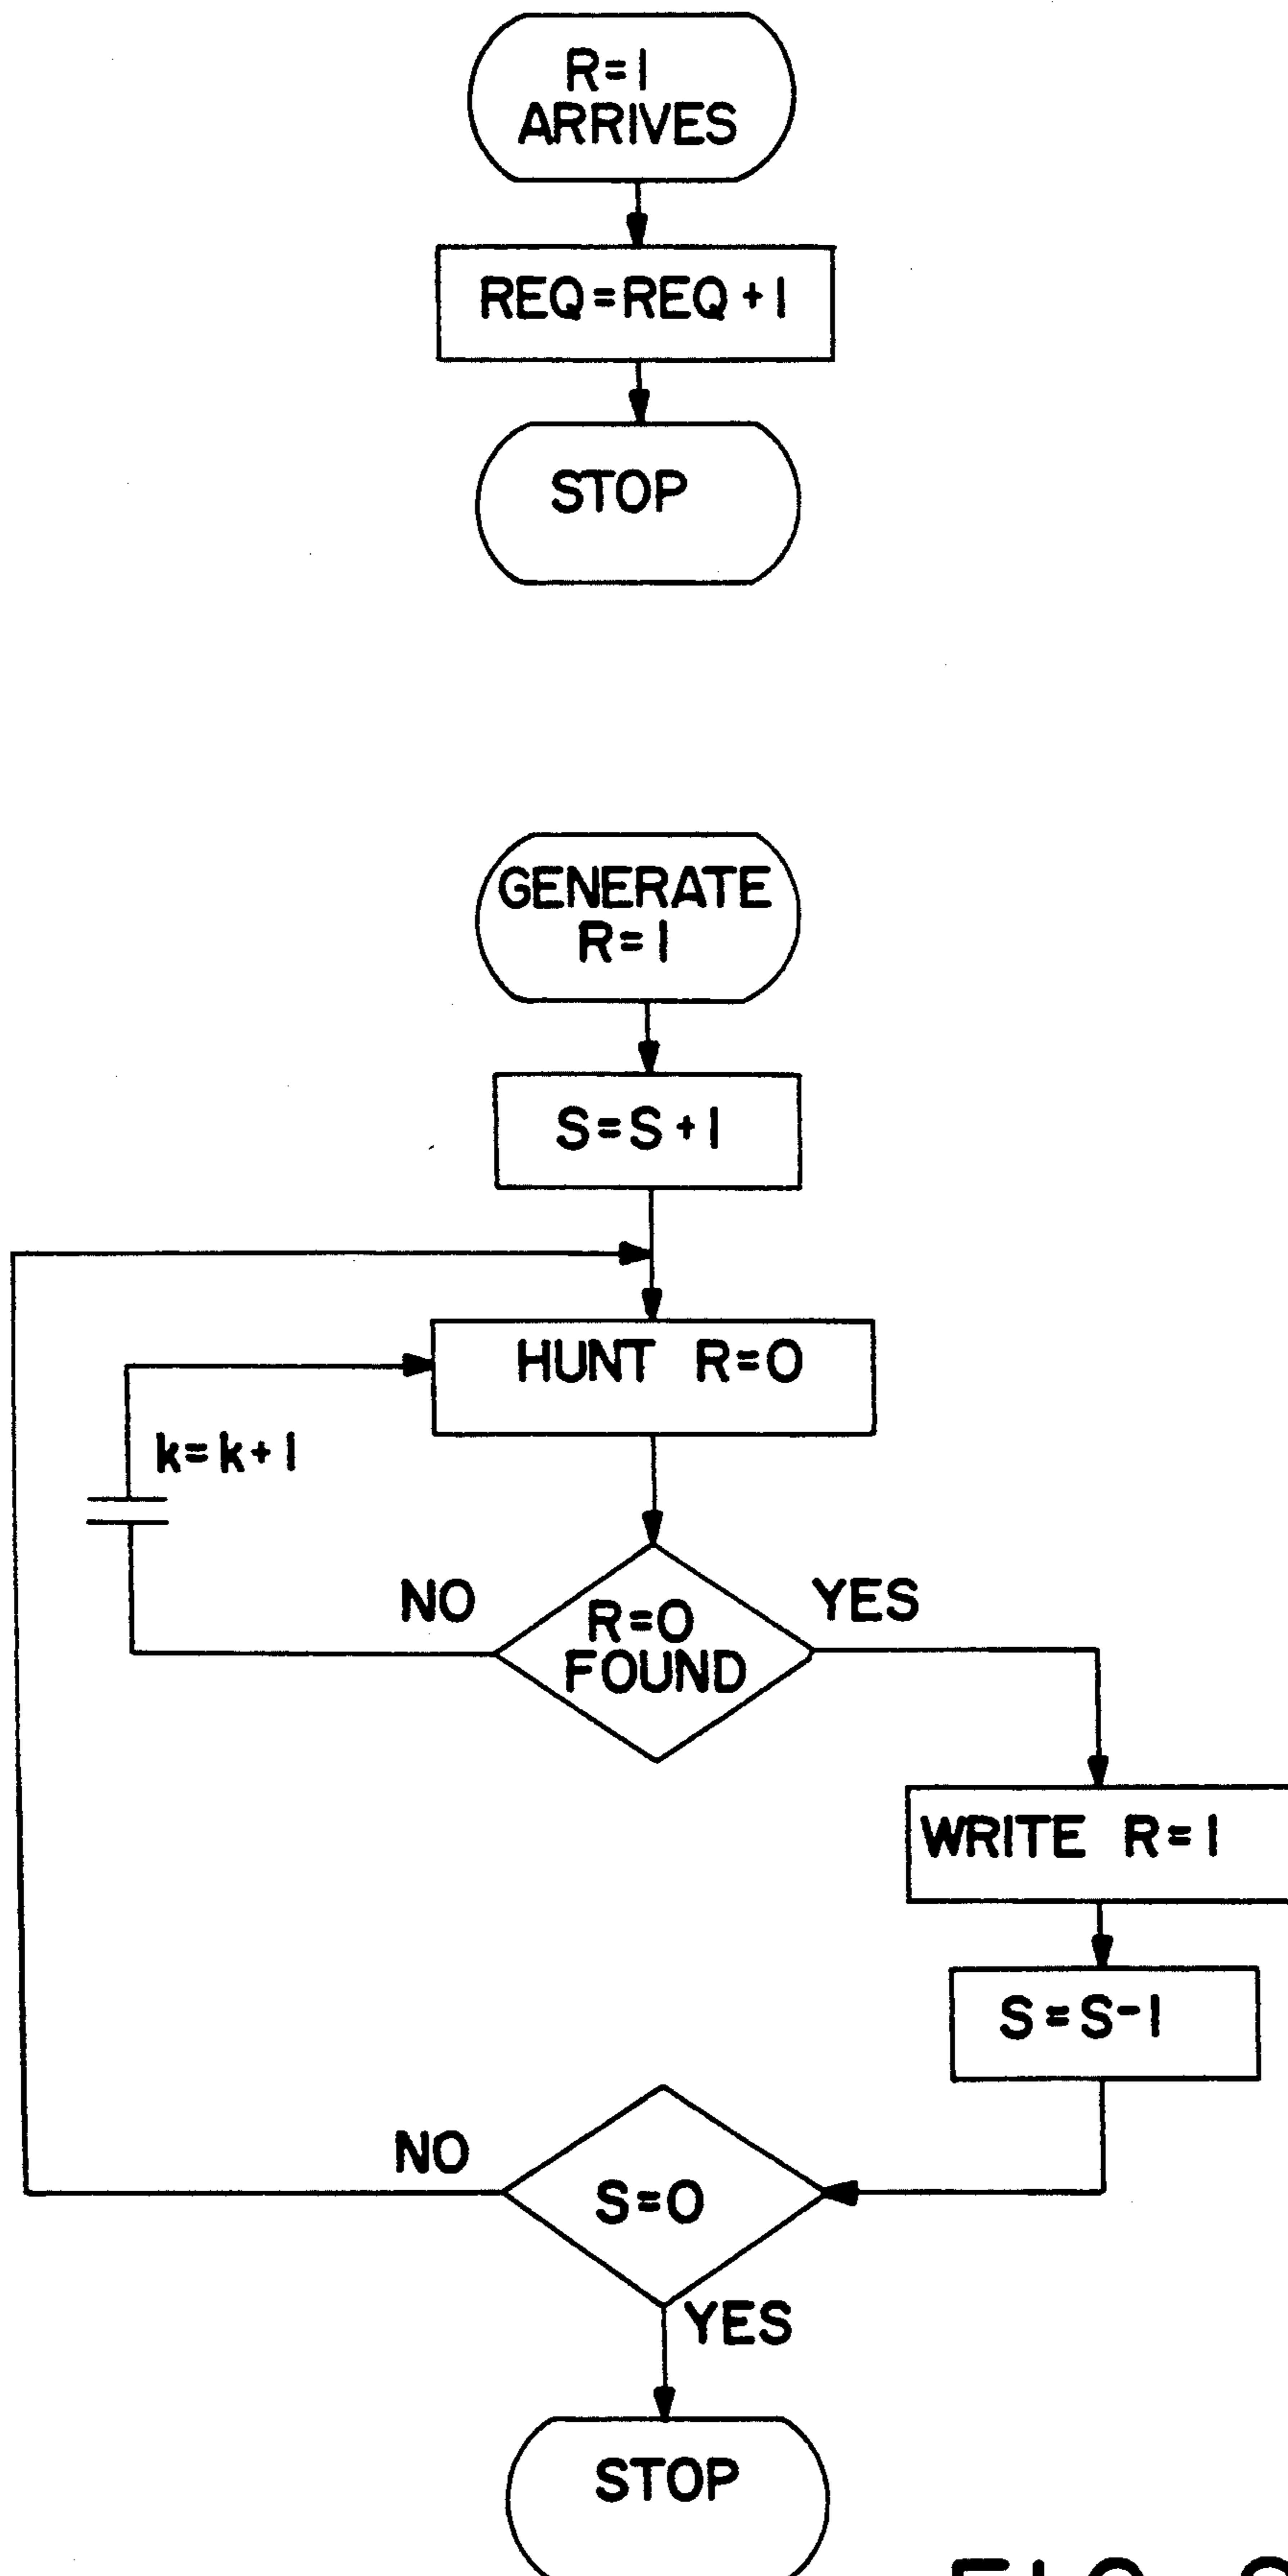 R=1
ARRIVES
REQ=REQ+1
STOP
GENERATE
R=1
S=S+1
HUNT R=0
k=k+1
NO
R=0
FOUND
YES
WRITE R=1
S=S-1
NO
S=0
YES
STOP